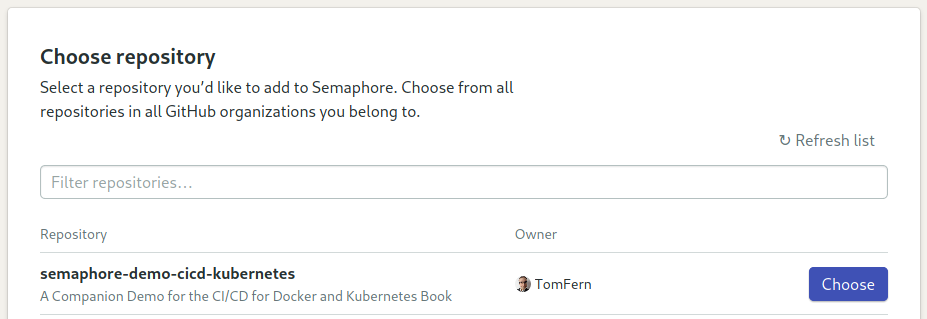 Choose repository
Select a repository you’d like to add to Semaphore. Choose from all
repositories in all GitHub organizations you belong to.
↻ Refresh list
Filter repositories...
Repository Owner
semaphore-demo-cicd-kubernetes
TomFern
Choose
A Companion Demo for the CI/CD for Docker and Kubernetes Book